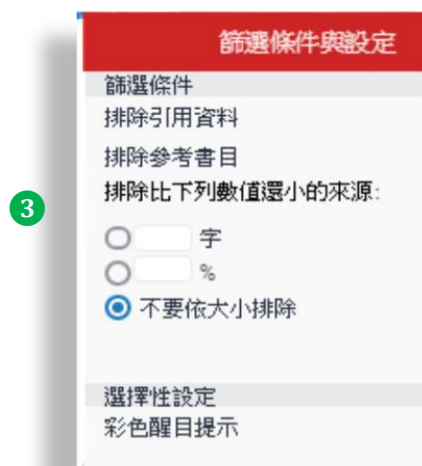 篩選條件與設定
篩選條件
排除引用資料
排除參考書目
排除比下列數值還小的來源:
3
字
%
不要依大小排除
選擇性設定
彩色醒目提示